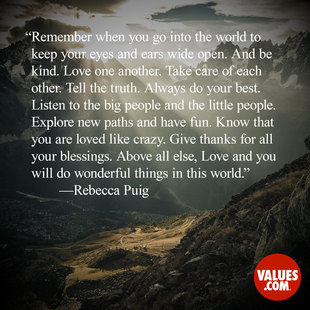 “Remember when you go into the world to
keep your eyes and ears wide open. And be
kind. Love one another. Take care of each
other. Tell the truth. Always do your best.
Listen to the big people and the little people.
Explore new paths and have fun. Know that
you are loved like crazy. Give thanks for all
your blessings. Above all else, Love and you
will do wonderful things in this world.”
—Rebecca Puig
VALUES
.COM